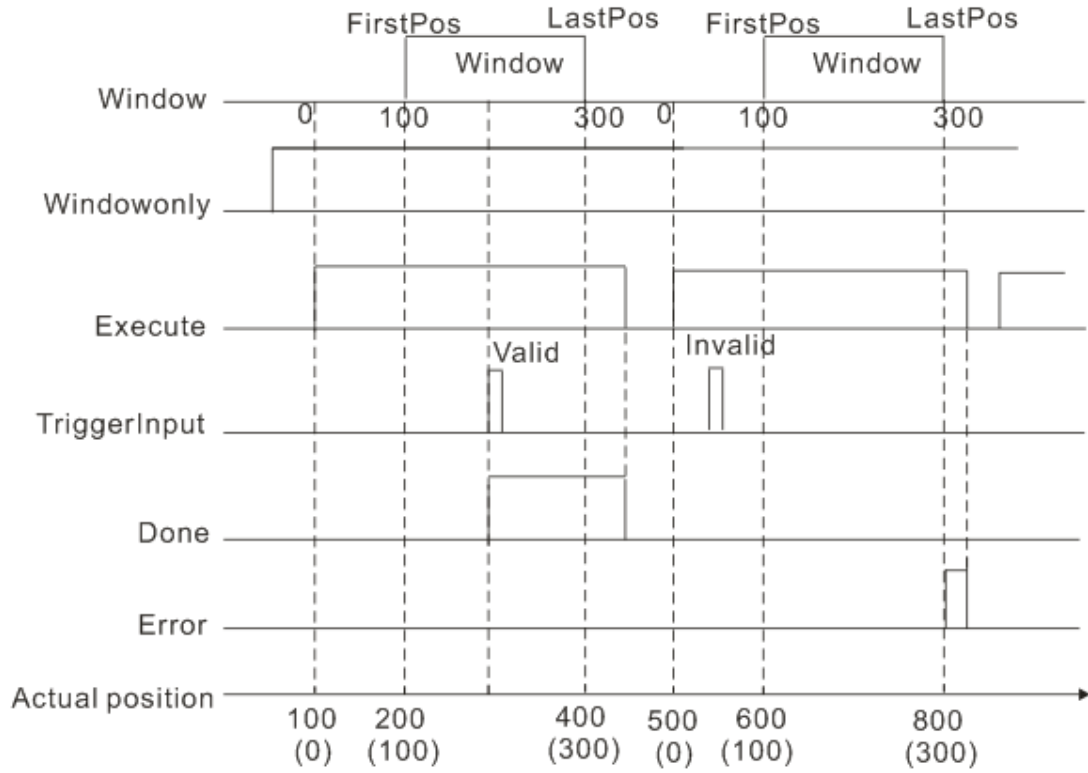 FirstPos LastPos FirstPos LastPos
Window Window
Window
0 100 300 0 100 300
Windowonly
Execute
Valid Invalid
TriggerInput
Done
Error
Actual position
100 200 400 500 600 800
(0) (100) (300) (0) (100) (300)